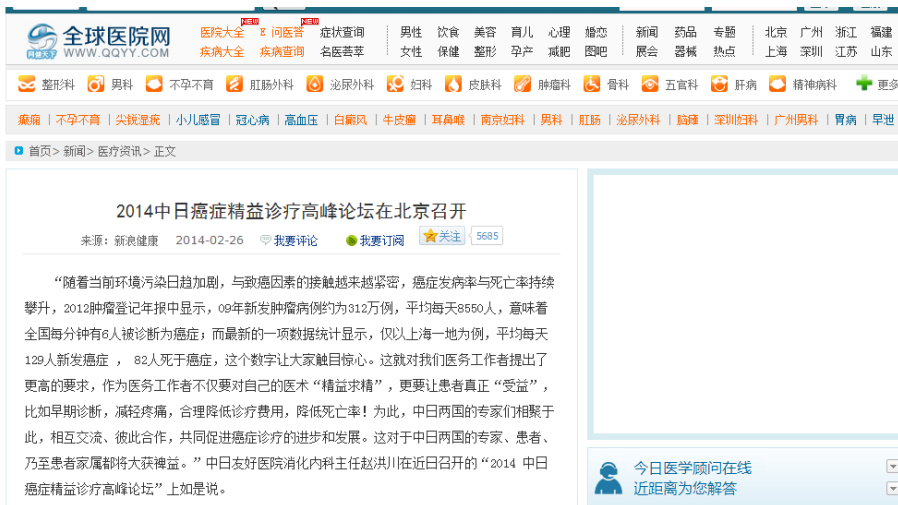 全球医院网
WWW.QQYY.COM
医院大全 问医答 症状查询 男性 饮食 美容 育儿 心理 婚恋 新闻 药品 专题 北京 广州 浙江 福建
NEW NEW
疾病大全 疾病查询 名医荟萃 女性 保健 整形 孕产 减肥 图吧 展会 器械 热点 上海 深圳 江苏 山东
整形科 男科 不孕不育 肛肠外科 泌尿外科 妇科 皮肤科 肿瘤科 骨科 五官科 肝病 精神病科 更多
癫痫 | 不孕不育 | 尖锐湿疣 | 小儿感冒 | 冠心病 | 高血压 | 白癜风 | 牛皮癣 | 耳鼻喉 | 南京妇科 | 男科 | 肛肠 | 泌尿外科 | 脑瘫 | 深圳妇科 | 广州男科 | 胃病 | 早泄
首页> 新闻> 医疗资讯> 正文
2014中日癌症精益诊疗高峰论坛在北京召开
来源：新浪健康 2014-02-26 我要评论 我要订阅 关注 5685
“随着当前环境污染日趋加剧，与致癌因素的接触越来越紧密，癌症发病率与死亡率持续
攀升，2012肿瘤登记年报中显示，09年新发肿瘤病例约为312万例，平均每天8550人，意味着
全国每分钟有6人被诊断为癌症；而最新的一项数据统计显示，仅以上海一地为例，平均每天
129人新发癌症 ， 82人死于癌症，这个数字让大家触目惊心。这就对我们医务工作者提出了
更高的要求，作为医务工作者不仅要对自己的医术“精益求精”，更要让患者真正“受益”，
比如早期诊断，减轻疼痛，合理降低诊疗费用，降低死亡率！为此，中日两国的专家们相聚于
此，相互交流、彼此合作，共同促进癌症诊疗的进步和发展。这对于中日两国的专家、患者、
乃至患者家属都将大获裨益。”中日友好医院消化内科主任赵洪川在近日召开的“2014 中日
癌症精益诊疗高峰论坛”上如是说。
今日医学顾问在线
近距离为您解答